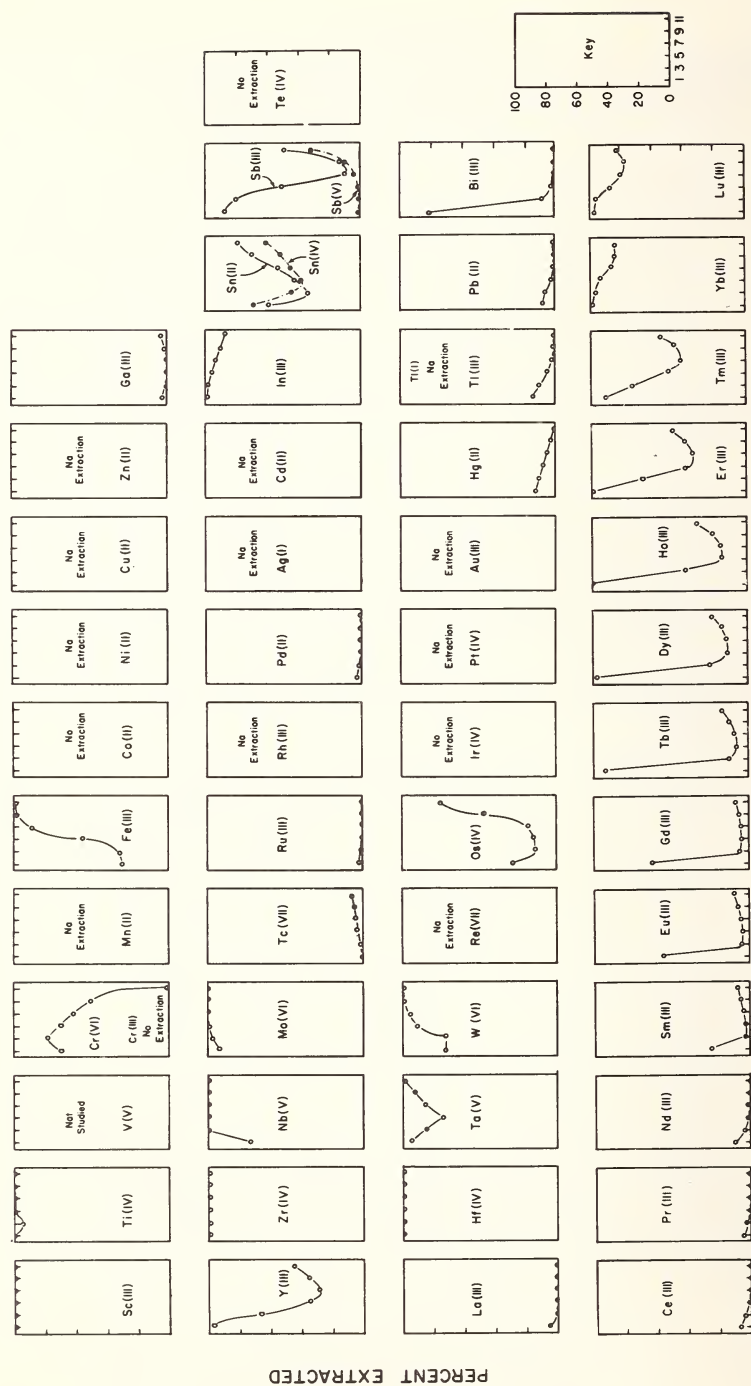 PERCENT EXTRACTED
Sc(III)
Ti(IV)
Not
Studied
V(V)
Cr(VI)
Cr(III)
No
Extraction
No
Extraction
Mn(II)
Fe(III)
No
Extraction
Co(II)
No
Extraction
Ni(II)
No
Extraction
Cu(II)
No
Extraction
Zn(II)
Ga(III)
Y(III)
Zr(IV)
Nb(V)
Mo(VI)
Tc(VII)
Ru(III)
No
Extraction
Rh(III)
Pd(II)
No
Extraction
Ag(I)
No
Extraction
Cd(II)
In(III)
Sn(II)
Sn(IV)
Sb(III)
Sb(V)
No
Extraction
Te(IV)
La(III)
Hf(IV)
Ta(V)
W(VI)
No
Extraction
Re(VII)
Os(IV)
No
Extraction
Ir(IV)
No
Extraction
Pt(IV)
No
Extraction
Au(III)
Hg(II)
Tl(I)
No
Extraction
Tl(III)
Pb(II)
Bi(III)
Ce(III)
Pr(III)
Nd(III)
Sm(III)
Eu(III)
Gd(III)
Tb(III)
Dy(III)
Ho(III)
Er(III)
Tm(III)
Yb(III)
Lu(III)
100
80
60
40
20
0
Key
1 3 5 7 9 11